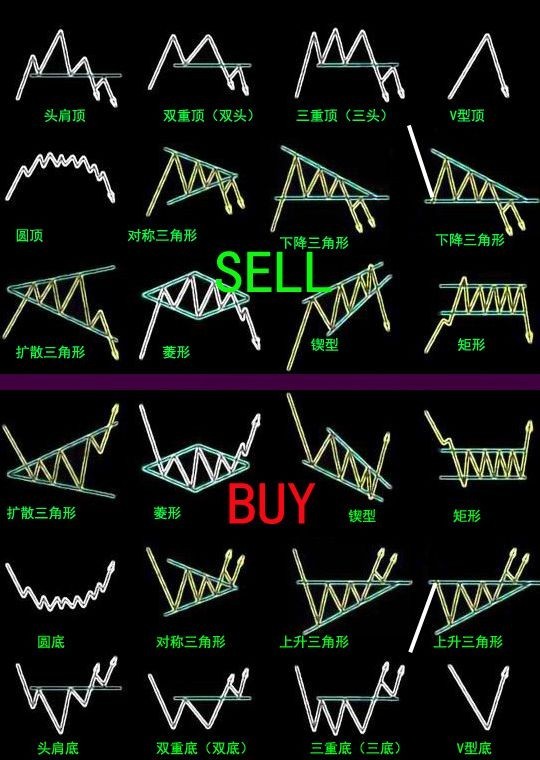 头肩顶
双重顶（双头）
三重顶（三头）
V型顶
圆顶
对称三角形
下降三角形
下降三角形
SELL
扩散三角形
菱形
锲型
矩形
扩散三角形
菱形
BUY
锲型
矩形
圆底
对称三角形
上升三角形
上升三角形
头肩底
双重底（双底）
三重底（三底）
V型底